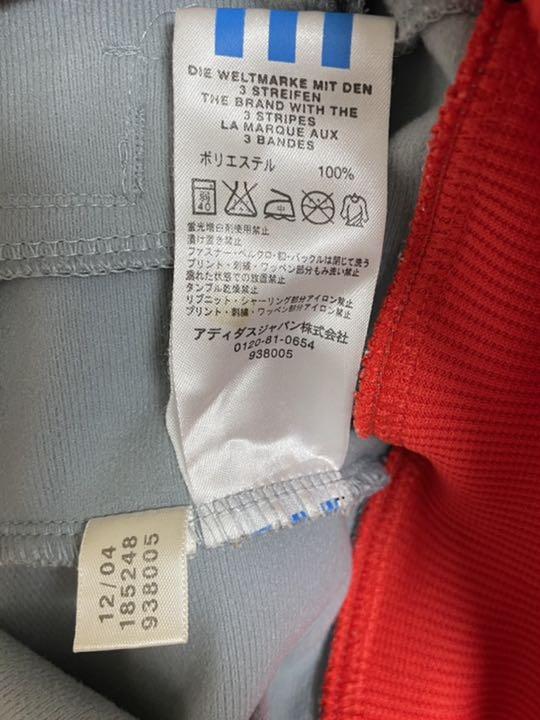 DIE WELTMARKE MIT DEN
3 STREIFEN
THE BRAND WITH THE
3 STRIPES
LA MARQUE AUX
3 BANDES
ポリエステル 100%
弱
40
中
蛍光増白剤使用禁止
漬け置き禁止
ファスナー・ベルクロ・釦・バックルは閉じて洗う
プリント・刺繍・ワッペン部分もみ洗い禁止
濡れた状態での放置禁止
タンブル乾燥禁止
リブニット・シャーリング部分アイロン禁止
プリント・刺繍・ワッペン部分アイロン禁止
アディダスジャパン株式会社
0120-81-0654
938005
12/04
185248
938005